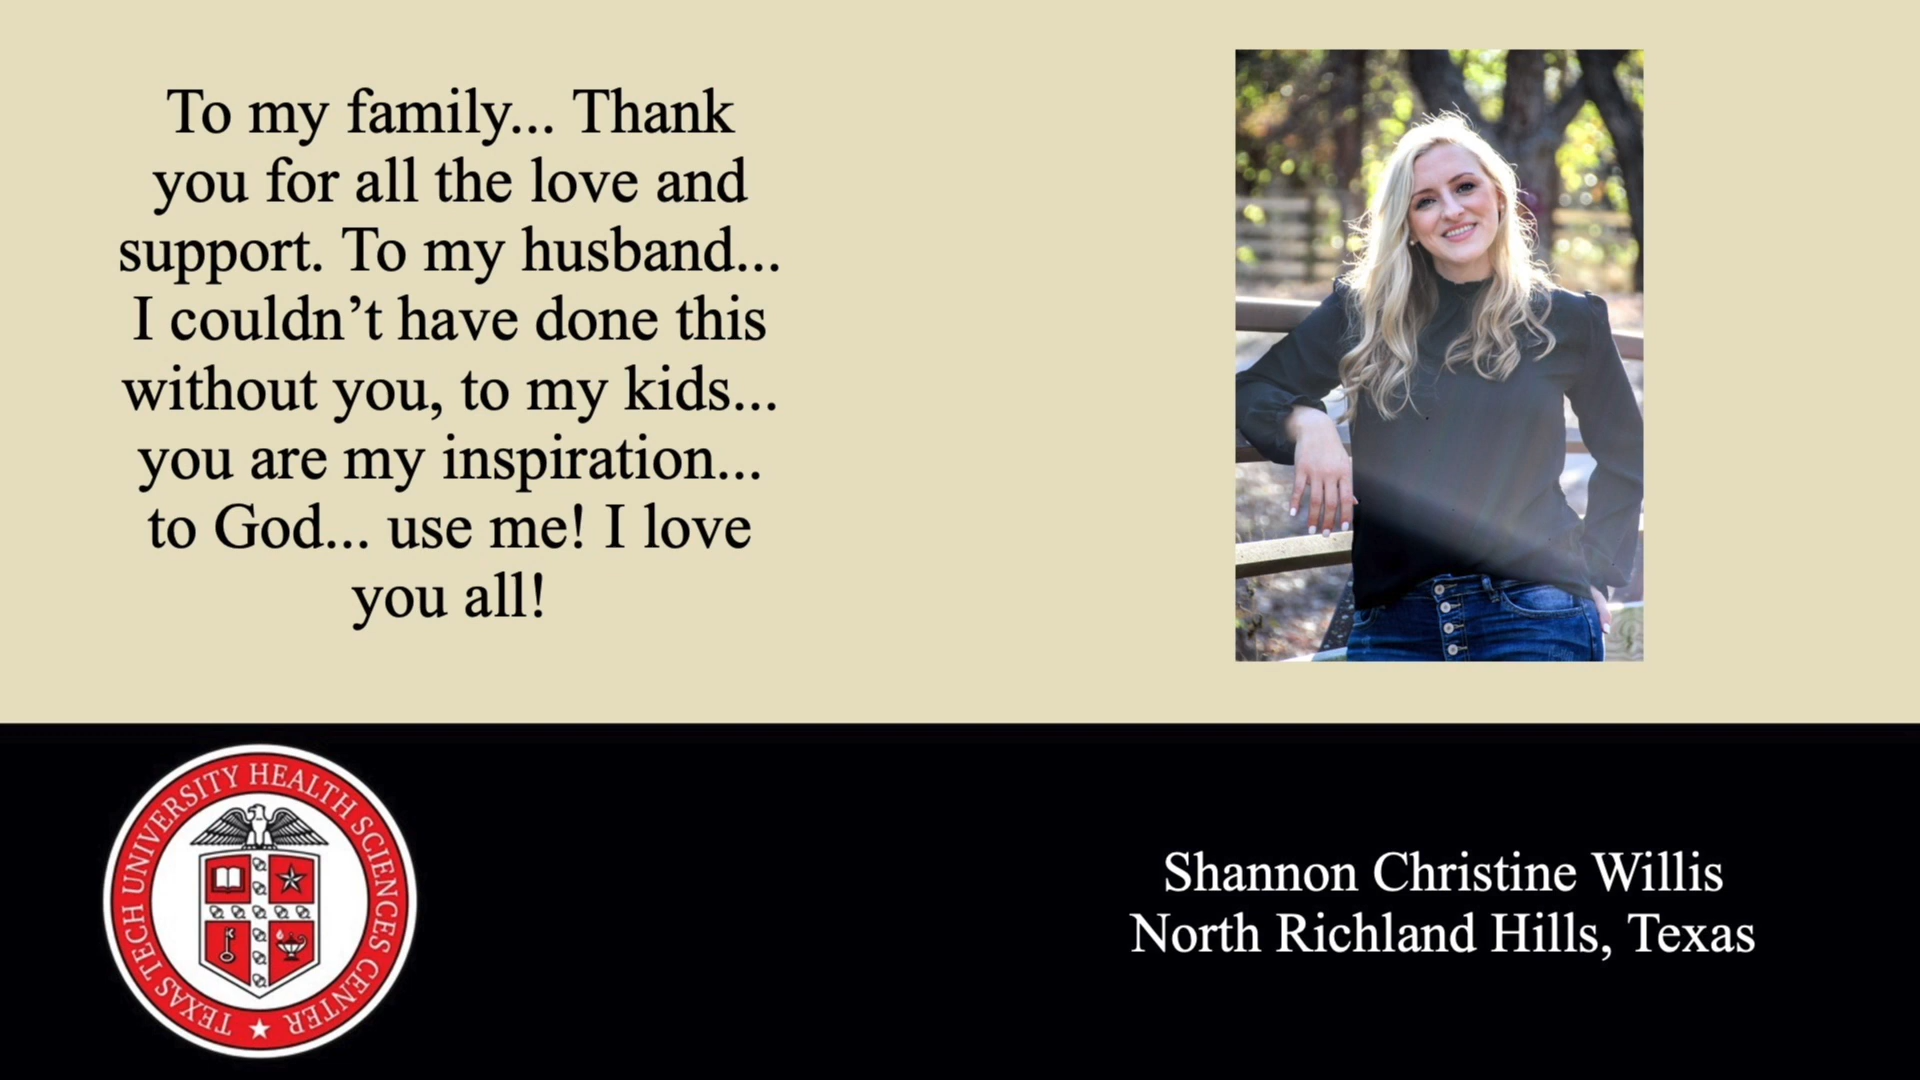 To my family... Thank
you for all the love and
support. To my husband...
I couldn’t have done this
without you, to my kids...
you are my inspiration...
to God... use me! I love
you all!
TEXAS TECH UNIVERSITY HEALTH SCIENCES CENTER
Shannon Christine Willis
North Richland Hills, Texas